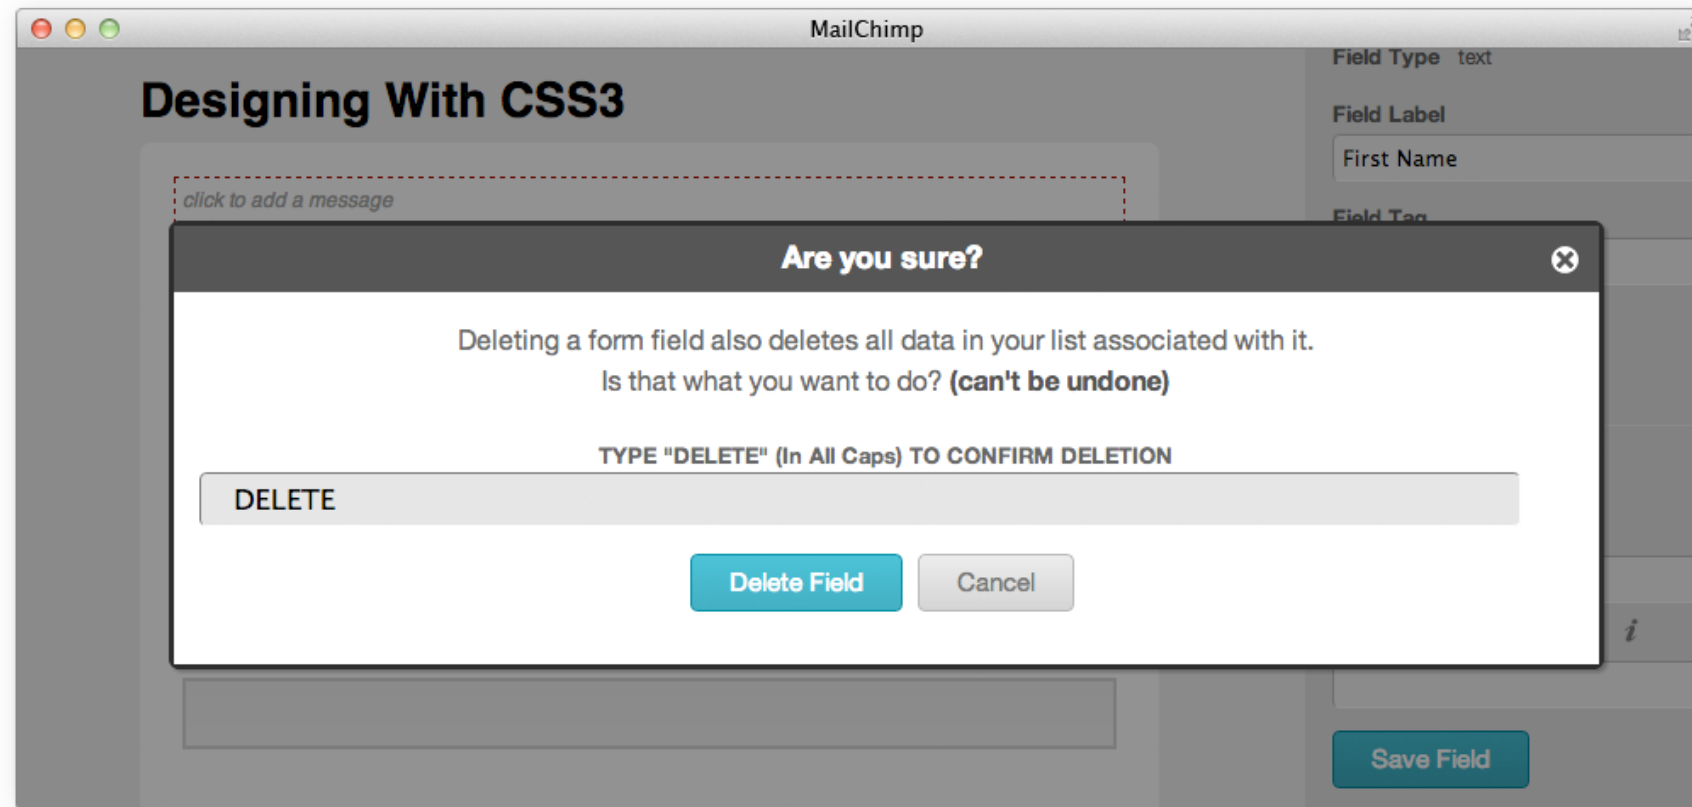 MailChimp
Designing With CSS3
click to add a message
Field Type text
Field Label
First Name
Field Tag
Are you sure?
Deleting a form field also deletes all data in your list associated with it.
Is that what you want to do? (can't be undone)
TYPE "DELETE" (In All Caps) TO CONFIRM DELETION
DELETE
Delete Field
Cancel
i
Save Field